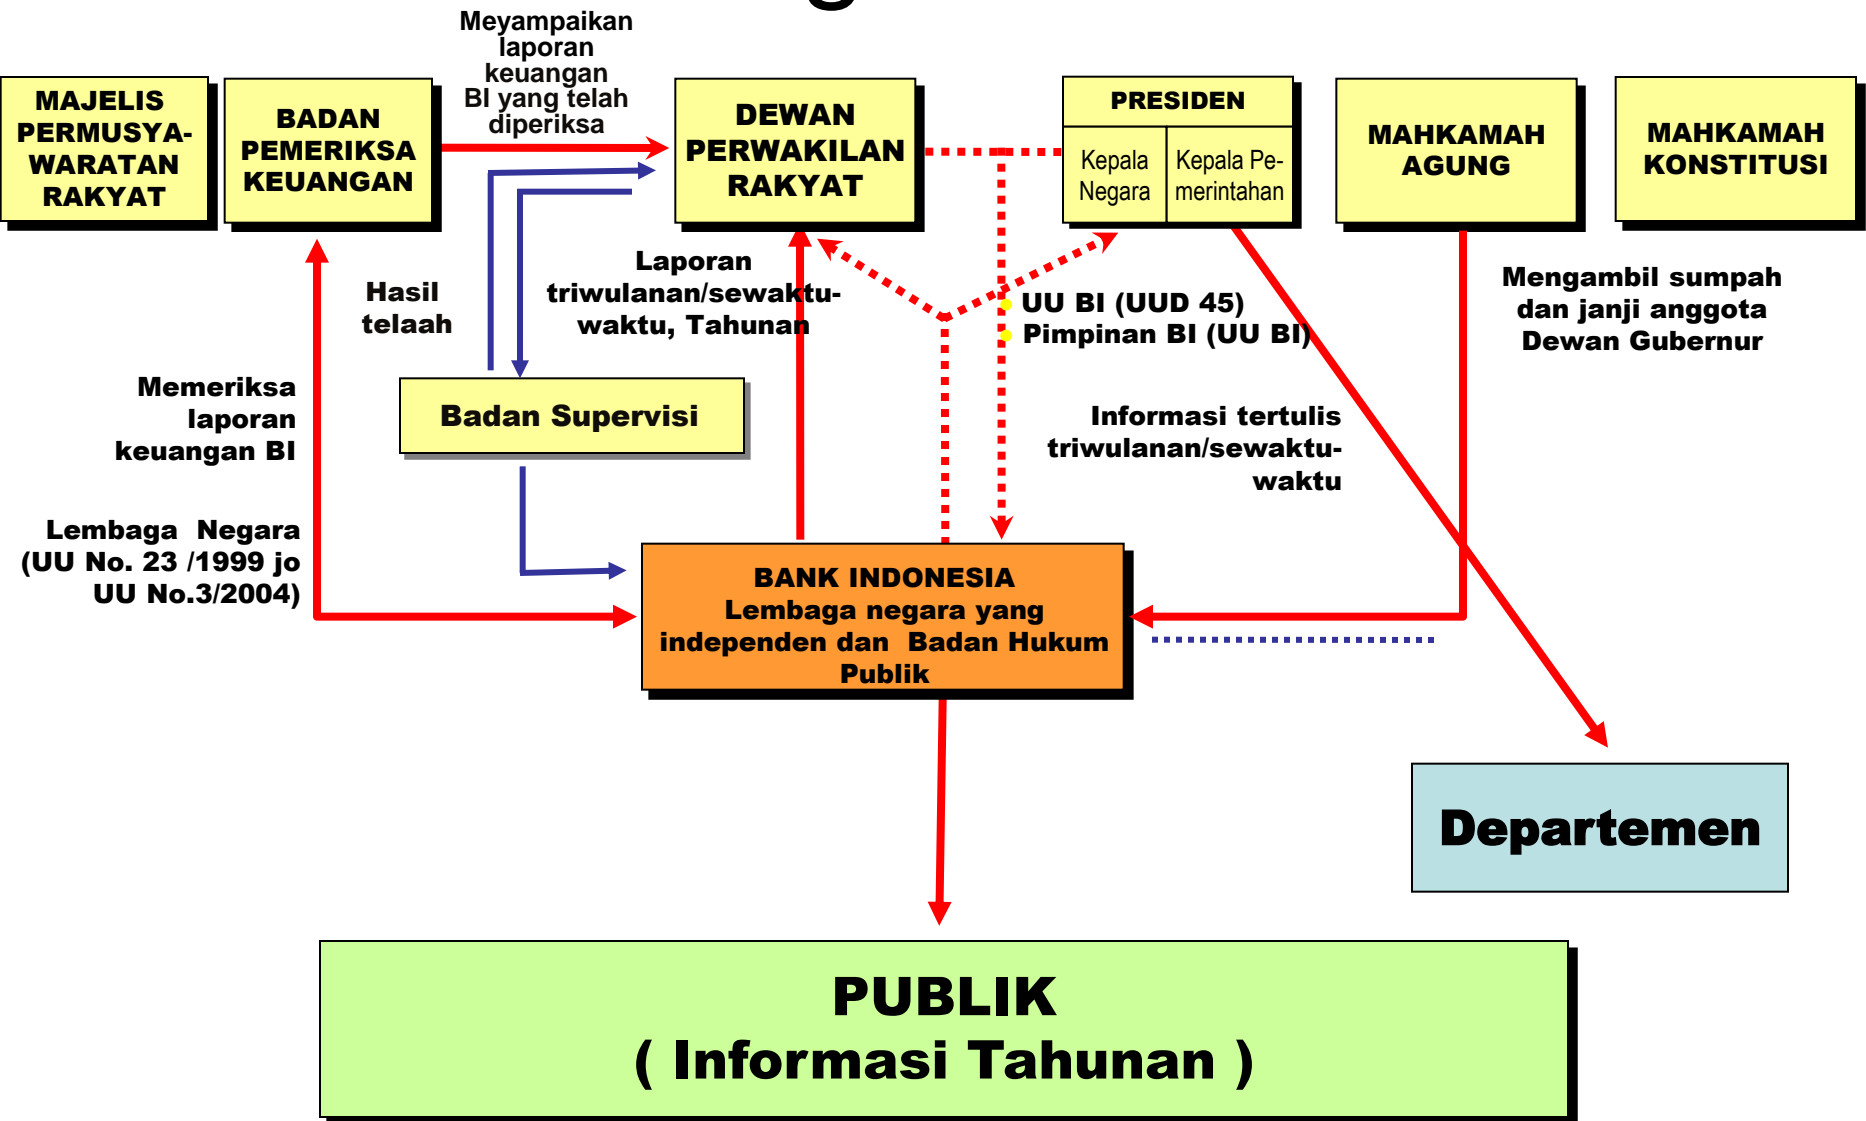 Meyampaikan
laporan
keuangan
BI yang telah
diperiksa
MAJELIS
PERMUSYA-
WARATAN
RAKYAT
BADAN
PEMERIKSA
KEUANGAN
DEWAN
PERWAKILAN
RAKYAT
PRESIDEN
Kepala
Negara
Kepala Pe-
merintahan
MAHKAMAH
AGUNG
MAHKAMAH
KONSTITUSI
Hasil
telaah
Laporan
triwulanan/sewaktu-
waktu, Tahunan
UU BI (UUD 45)
Pimpinan BI (UU BI)
Mengambil sumpah
dan janji anggota
Dewan Gubernur
Memeriksa
laporan
keuangan BI
Badan Supervisi
Informasi tertulis
triwulanan/sewaktu-
waktu
Lembaga Negara
(UU No. 23 /1999 jo
UU No.3/2004)
BANK INDONESIA
Lembaga negara yang
independen dan Badan Hukum
Publik
Departemen
PUBLIK
( Informasi Tahunan )